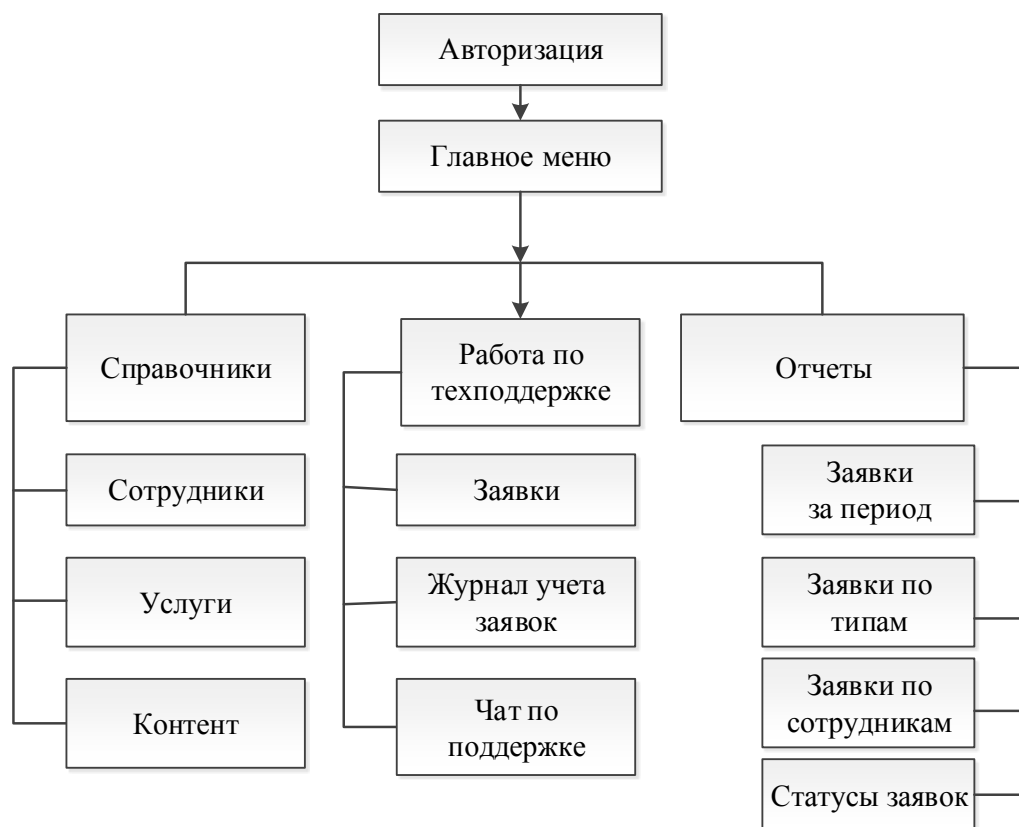 Авторизация
Главное меню
Справочники
Сотрудники
Услуги
Контент
Работа по
техподдержке
Заявки
Журнал учета
заявок
Чат по
поддержке
Отчеты
Заявки
за период
Заявки по
типам
Заявки по
сотрудникам
Статусы заявок